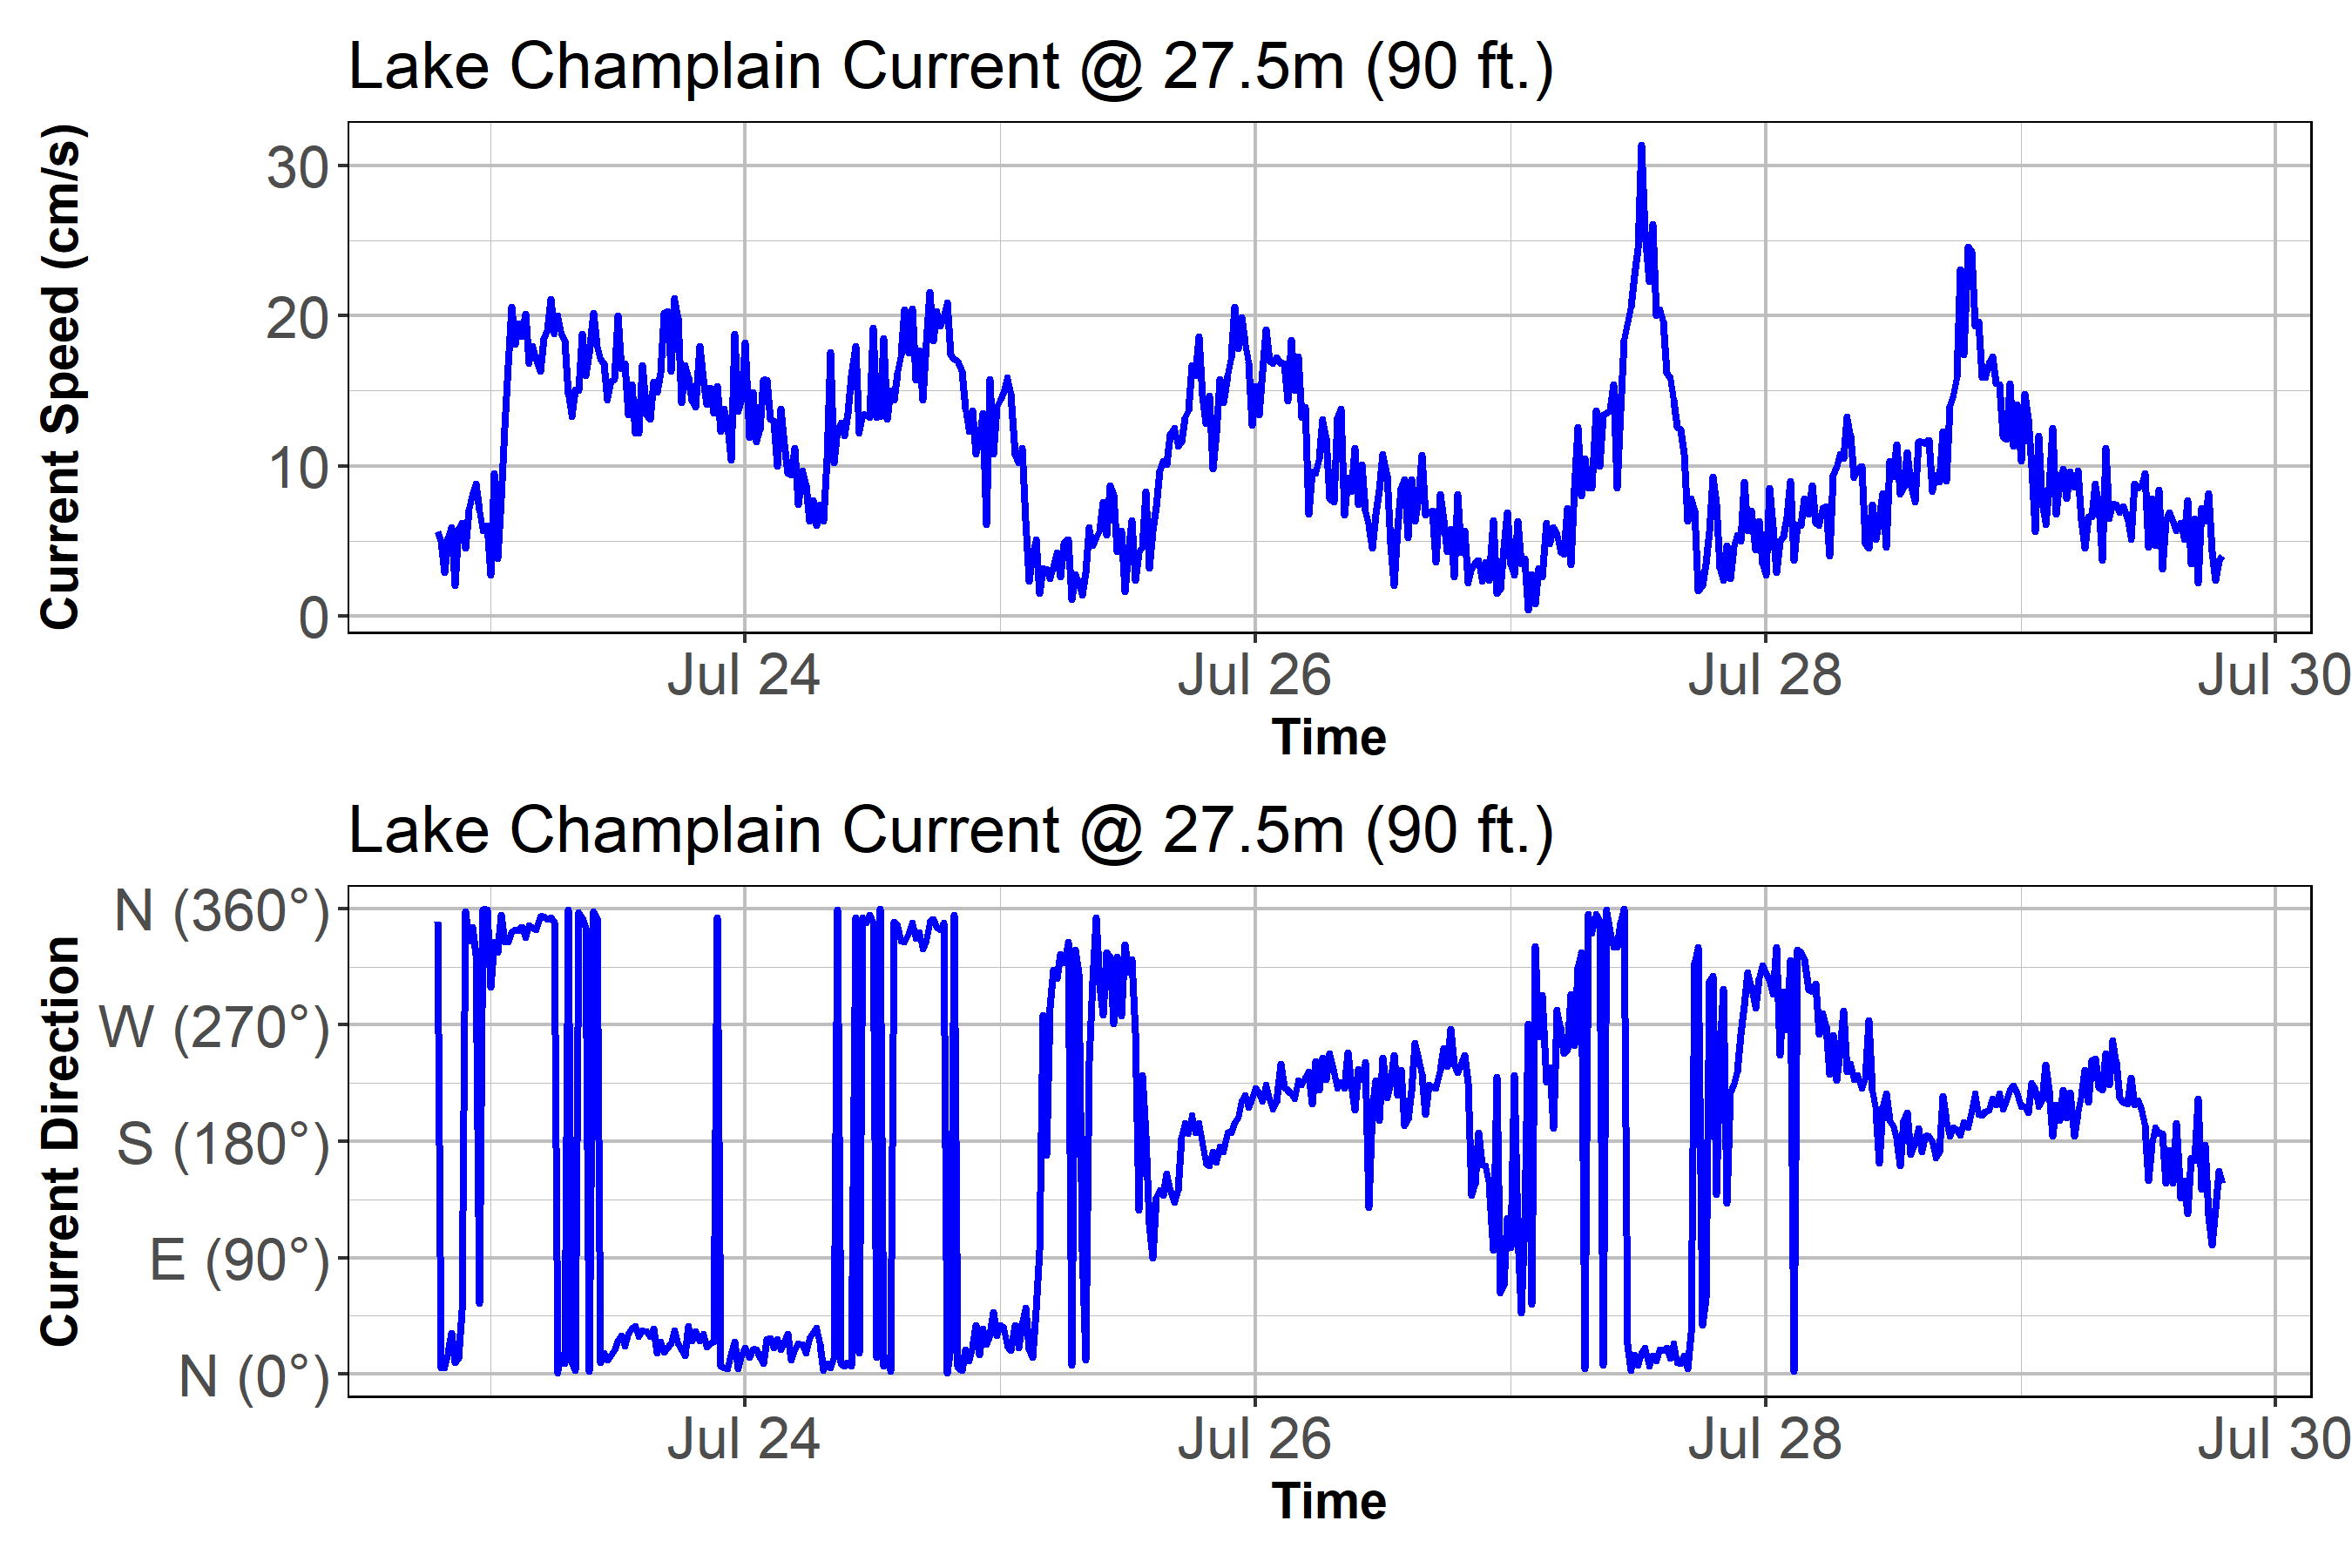 Lake Champlain Current @ 27.5m (90 ft.)
Current Speed (cm/s)
30
20
10
0
Jul 24 Jul 26 Jul 28 Jul 30
Time
Lake Champlain Current @ 27.5m (90 ft.)
Current Direction
N (360°)
W (270°)
S (180°)
E (90°)
N (0°)
Jul 24 Jul 26 Jul 28 Jul 30
Time